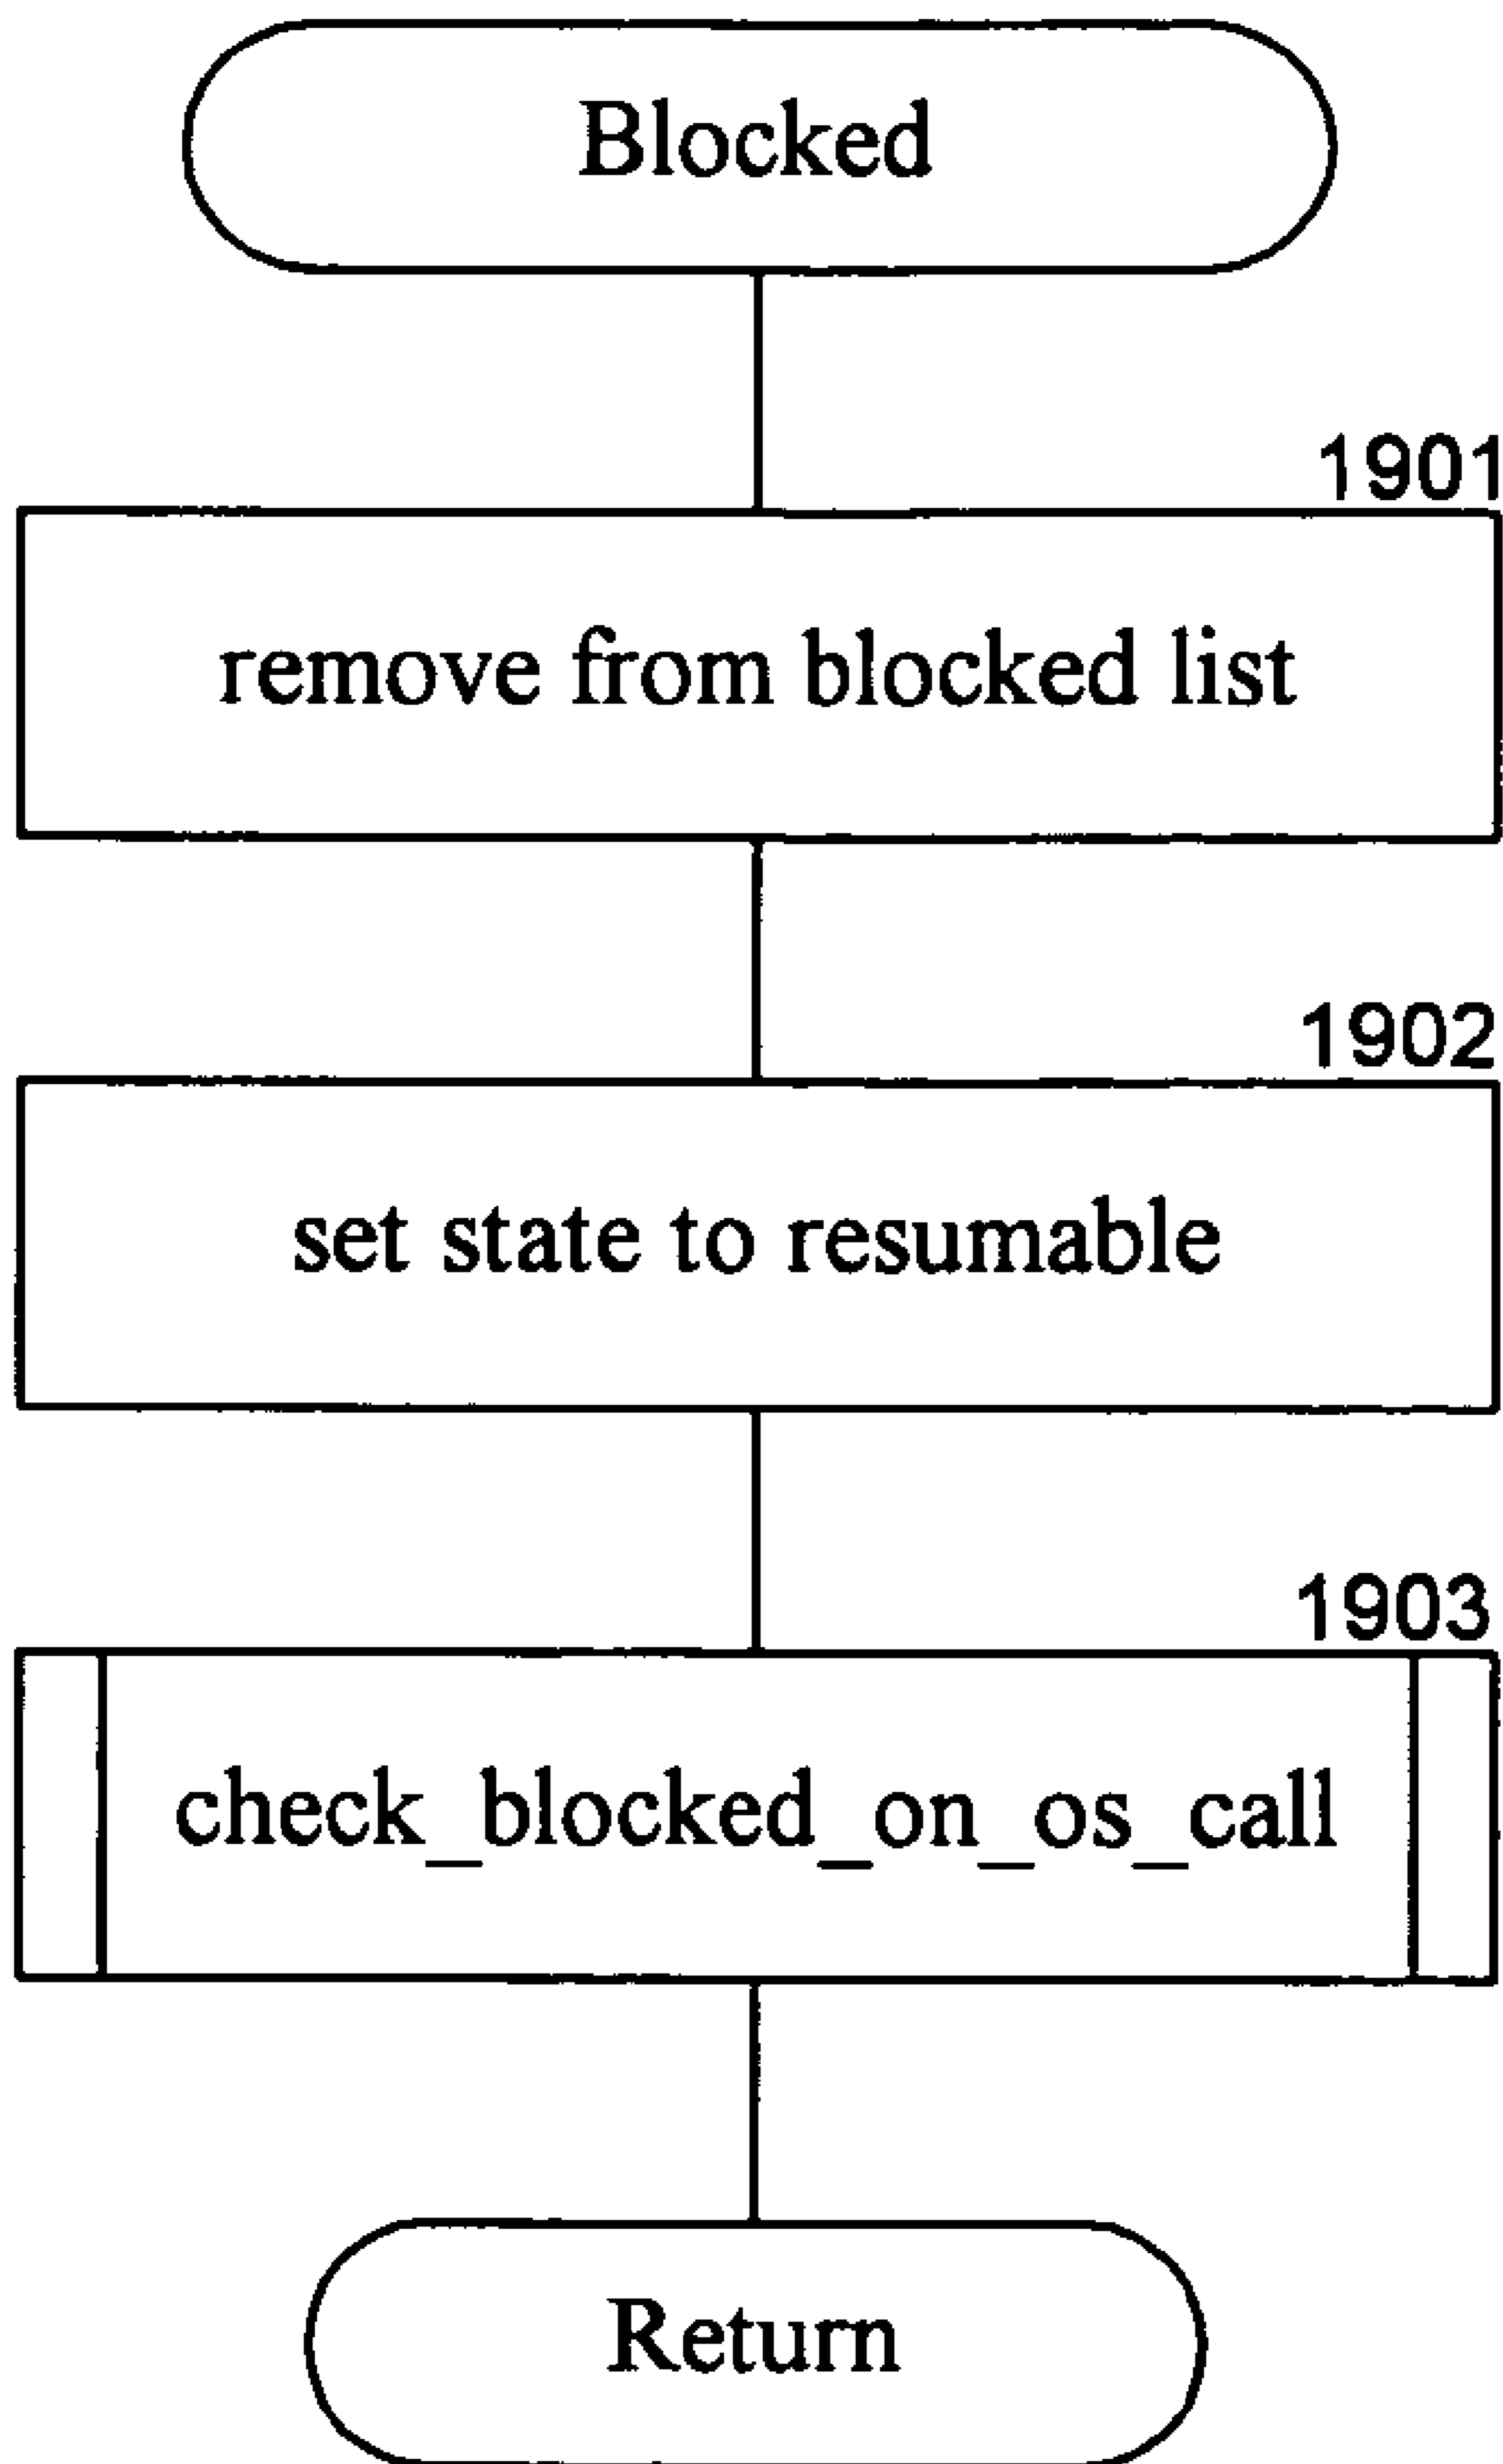 Blocked
1901
remove from blocked list
1902
set state to resumable
1903
check_blocked_on_os_call
Return